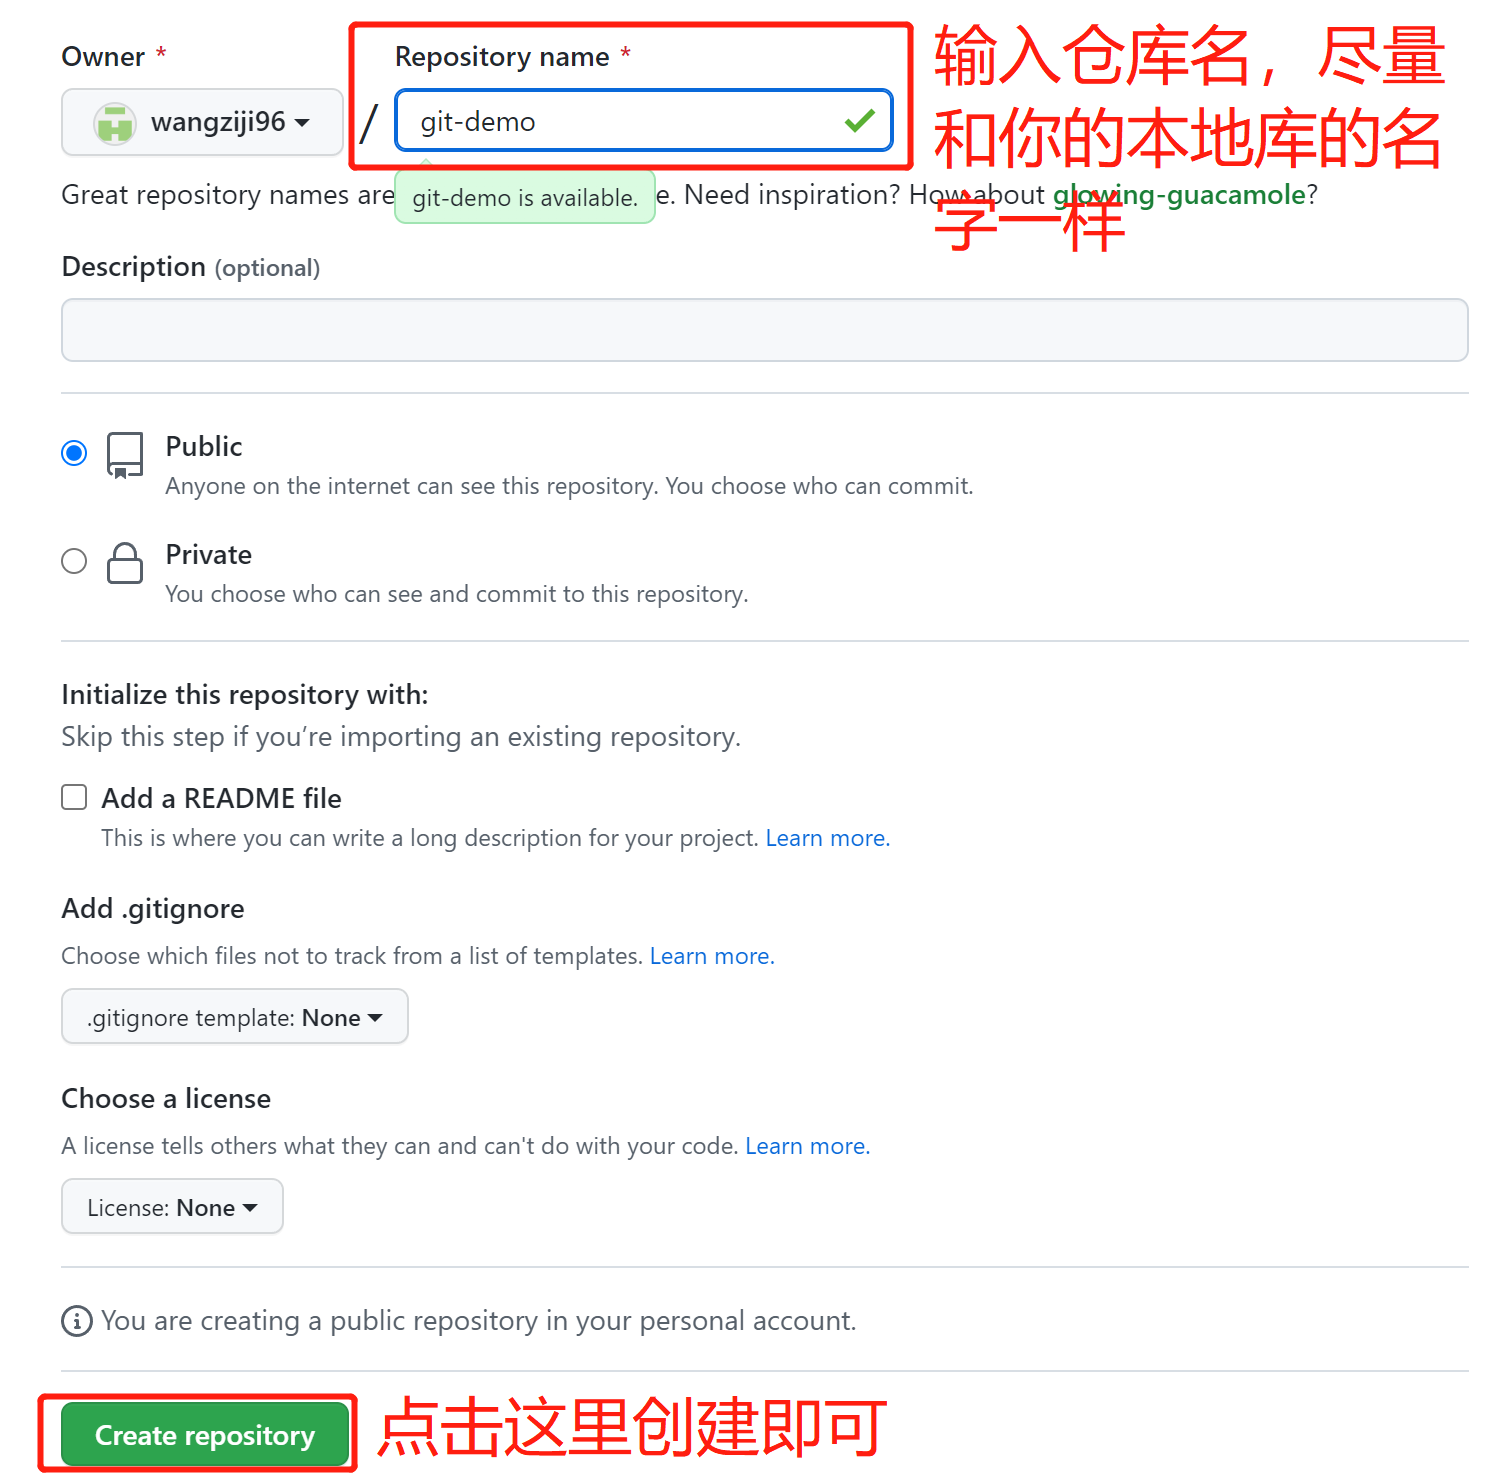 Owner *
Repository name *
输入仓库名，尽量
和你的本地库的名
字一样
wangziji96
/
git-demo
Great repository names are
git-demo is available.
e. Need inspiration? How about glowing-guacamole?
Description (optional)
Public
Anyone on the internet can see this repository. You choose who can commit.
Private
You choose who can see and commit to this repository.
Initialize this repository with:
Skip this step if you’re importing an existing repository.
Add a README file
This is where you can write a long description for your project. Learn more.
Add .gitignore
Choose which files not to track from a list of templates. Learn more.
.gitignore template: None
Choose a license
A license tells others what they can and can't do with your code. Learn more.
License: None
You are creating a public repository in your personal account.
Create repository
点击这里创建即可